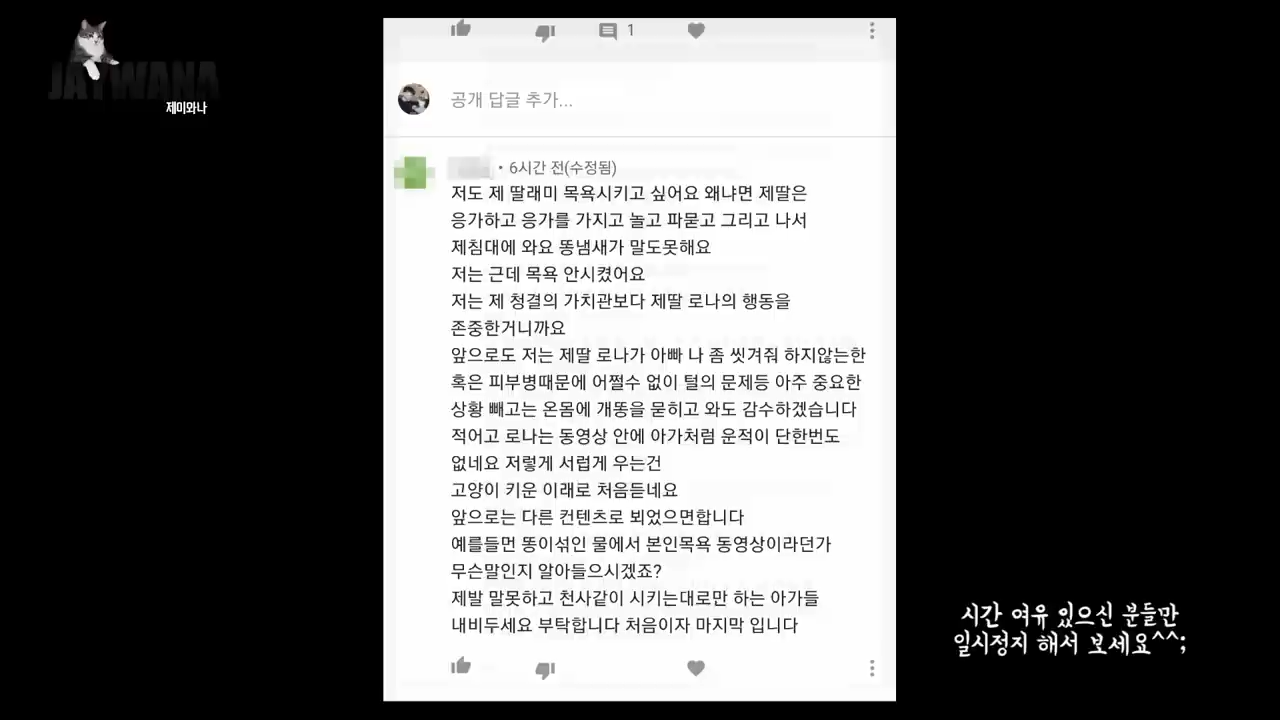 JAYWANA
제미와나
1
공개 답글 추가...
• 6시간 전(수정됨)
저도 제 딸래미 목욕시키고 싶어요 왜냐면 제딸은
응가하고 응가를 가지고 놀고 파묻고 그리고 나서
제침대에 와요 똥냄새가 말도못해요
저는 근데 목욕 안시켰어요
저는 제 청결의 가치관보다 제딸 로나의 행동을
존중한거니까요
앞으로도 저는 제딸 로나가 아빠 나 좀 씻겨줘 하지않는한
혹은 피부병때문에 어쩔수 없이 털의 문제등 아주 중요한
상황 빼고는 온몸에 개똥을 묻히고 와도 감수하겠습니다
적어고 로나는 동영상 안에 아가처럼 운적이 단한번도
없네요 저렇게 서럽게 우는건
고양이 키운 이래로 처음듣네요
앞으로는 다른 컨텐츠로 뵈었으면합니다
예를들먼 똥이섞인 물에서 본인목욕 동영상이라던가
무슨말인지 알아들으시겠죠?
제발 말못하고 천사같이 시키는대로만 하는 아가들
내비두세요 부탁합니다 처음이자 마지막 입니다
시간 여유 있으신 분들만
일시정지 해서 보세요^^;